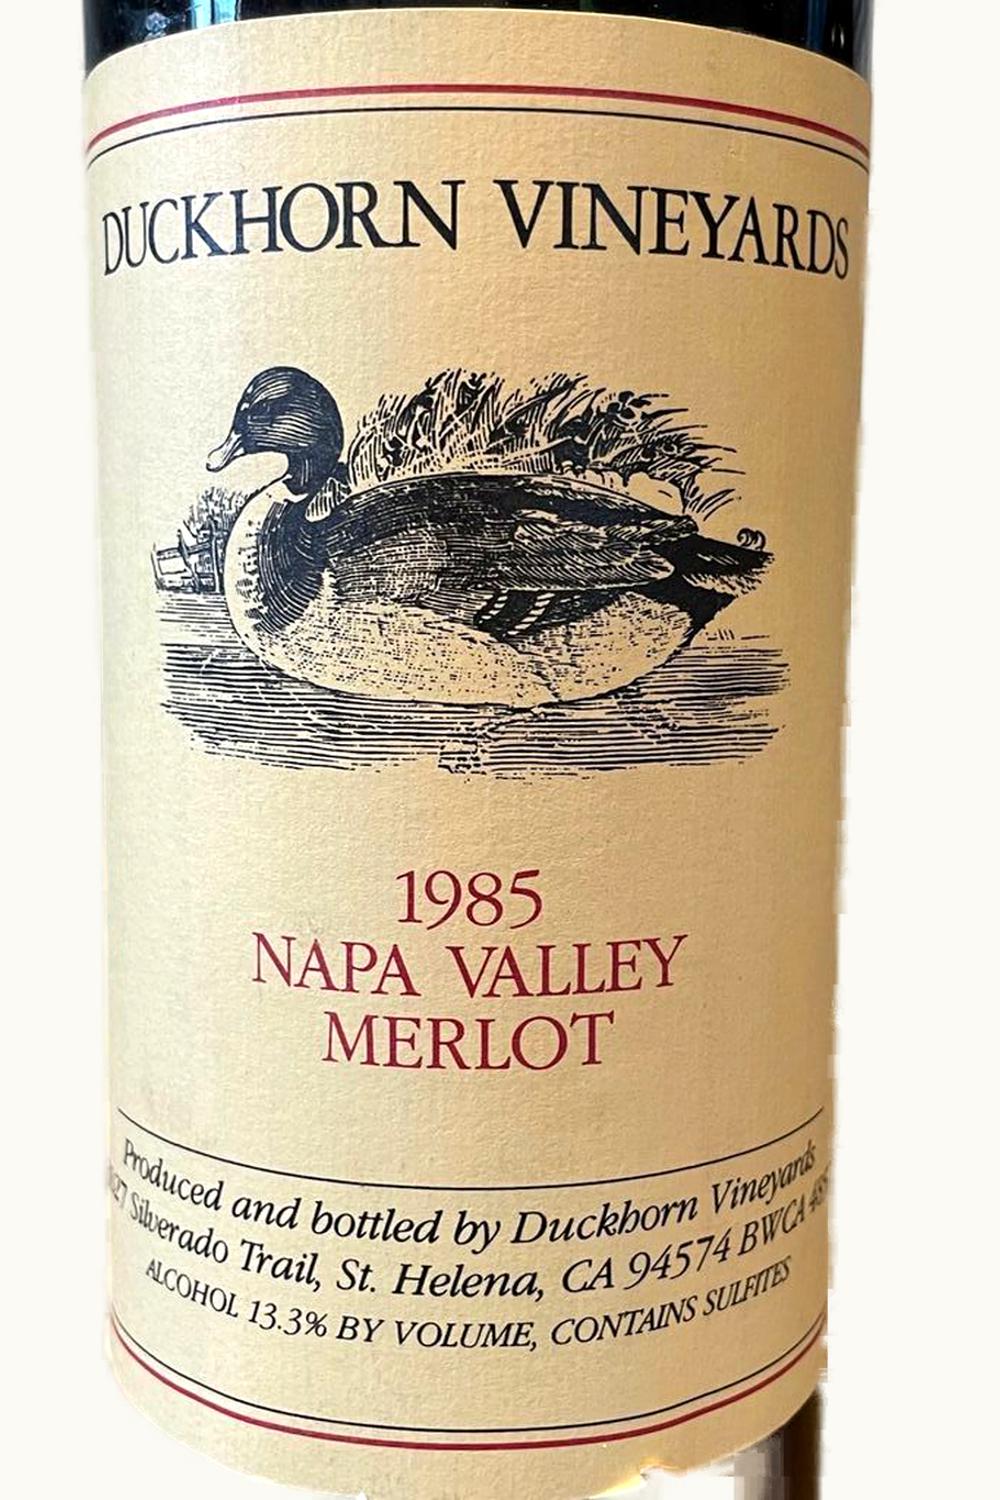 DUCKHORN VINEYARDS
1985
NAPA VALLEY
MERLOT
Produced and bottled by Duckhorn Vineyards
Silverado Trail, St. Helena, CA 94574 BWCA
ALCOHOL 13.3% BY VOLUME, CONTAINS SULFITES